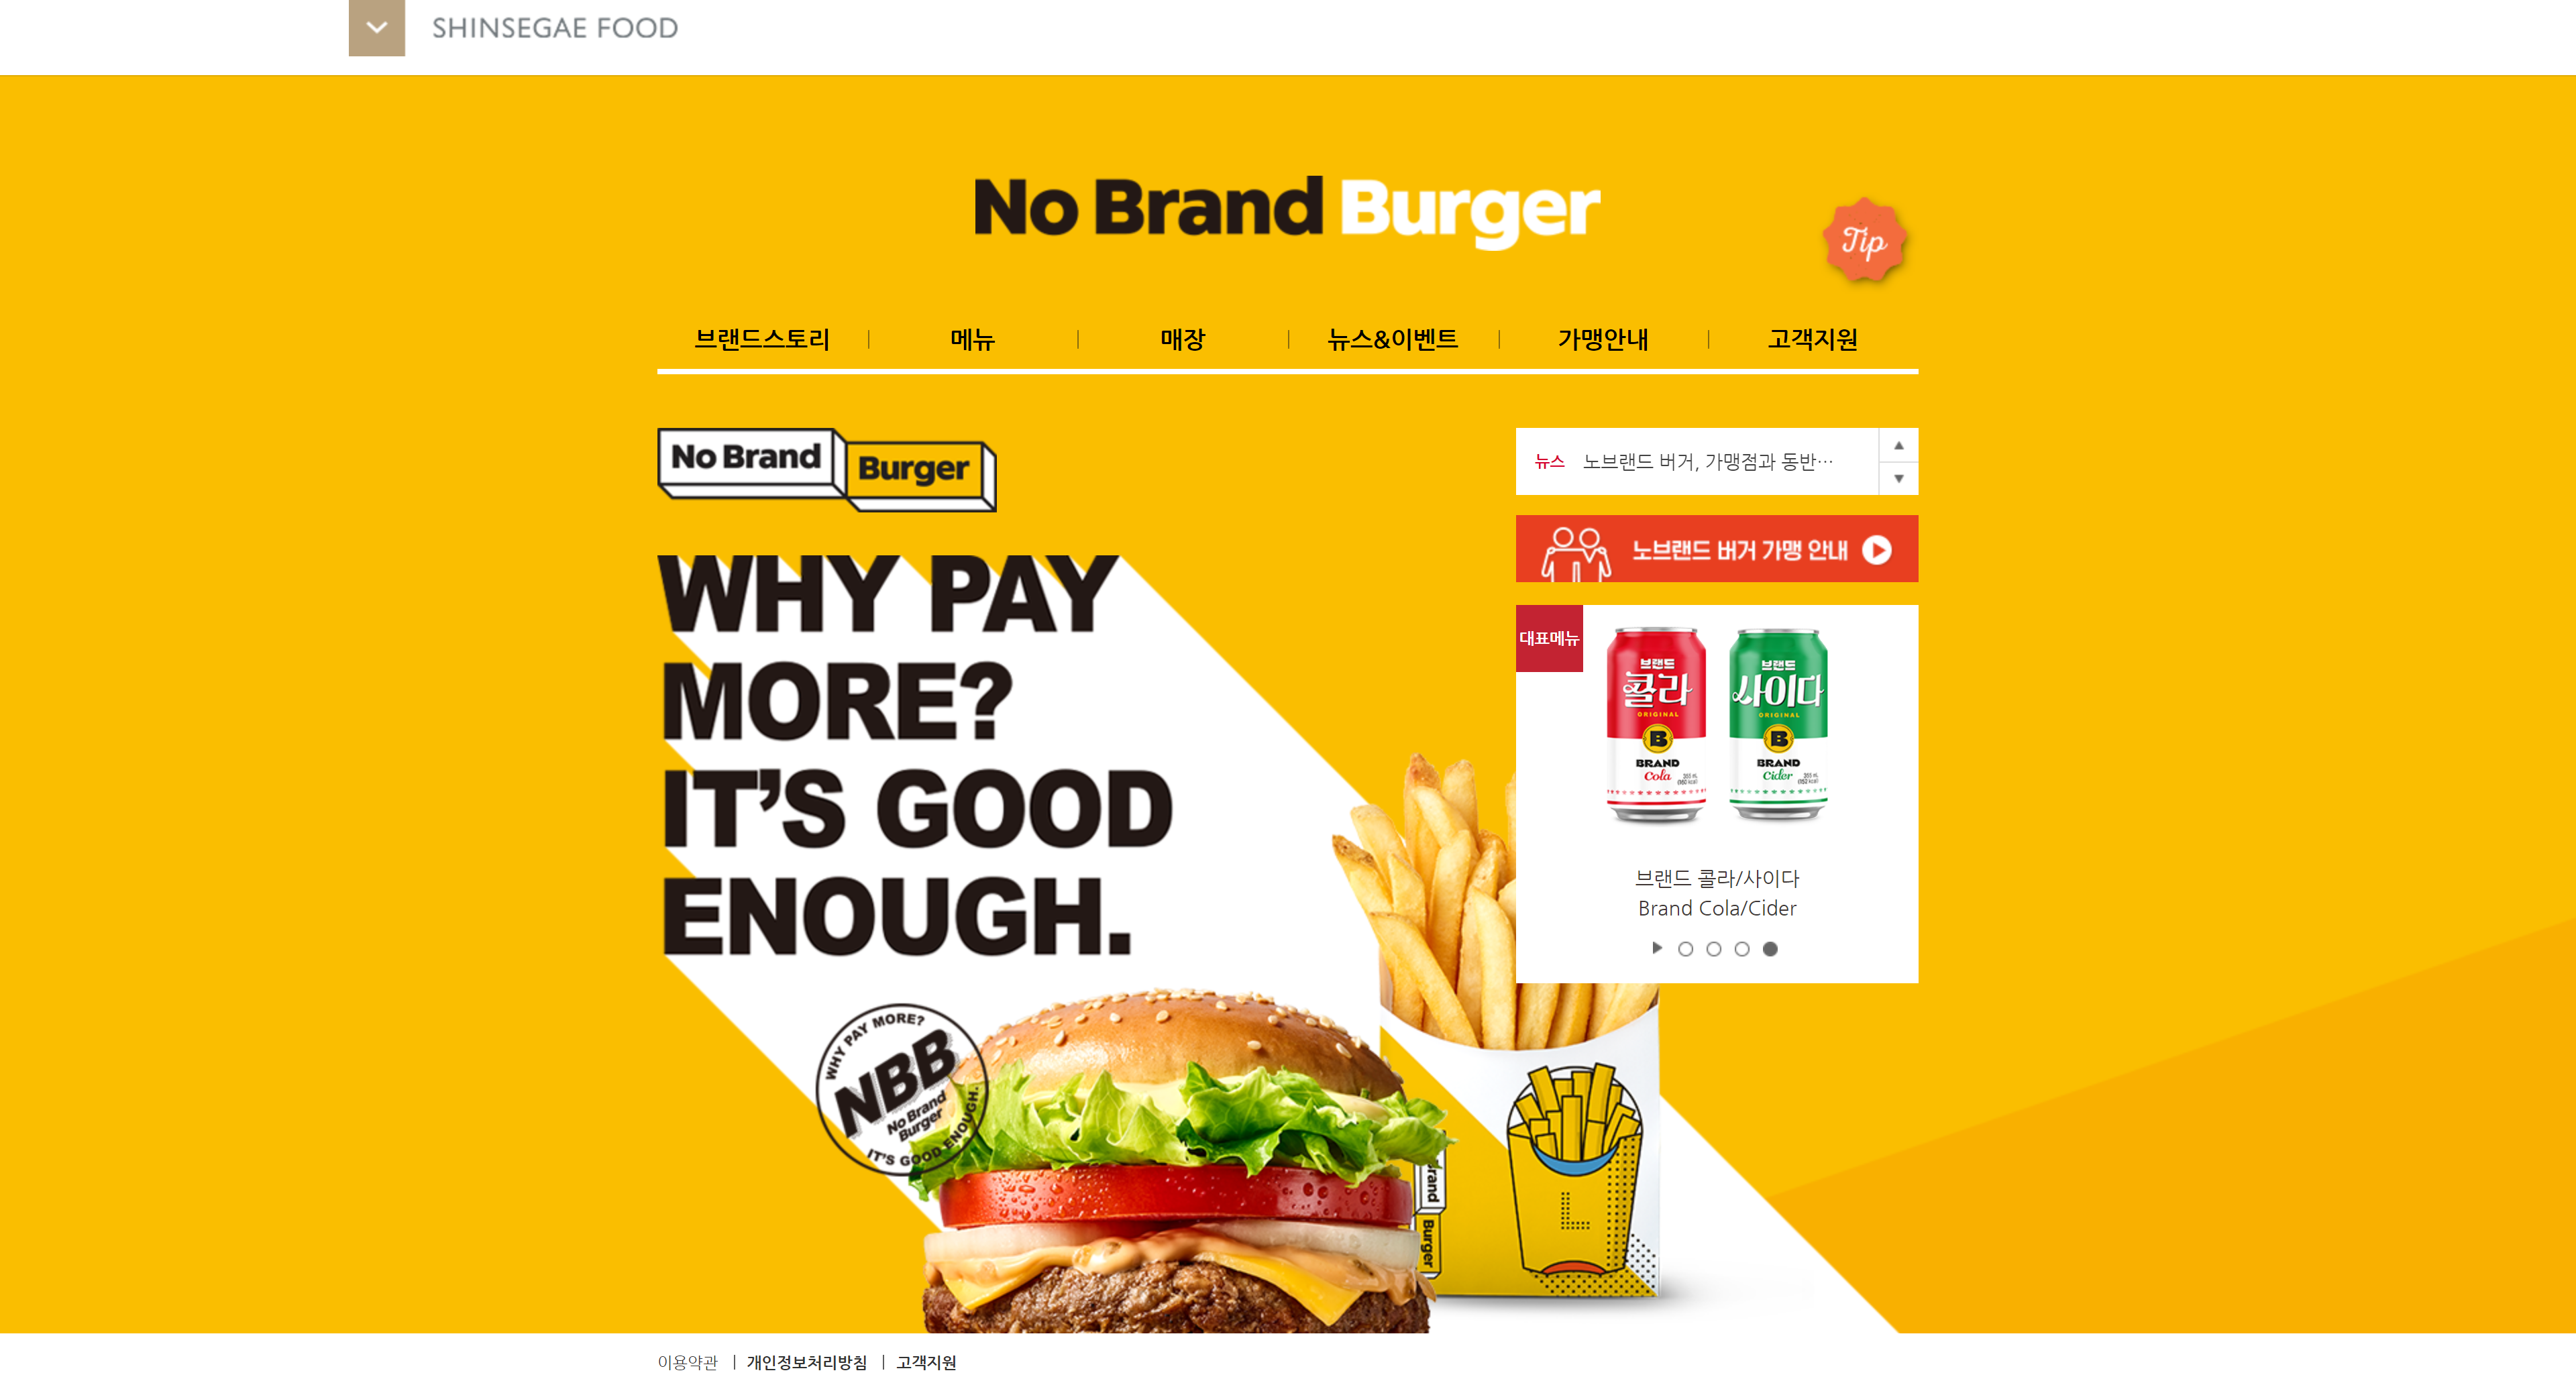 SHINSEGAE FOOD
No Brand Burger
Tip
브랜드스토리 | 메뉴 | 매장 | 뉴스&이벤트 | 가맹안내 | 고객지원
No Brand Burger
뉴스 노브랜드 버거, 가맹점과 동반…
노브랜드 버거 가맹 안내
WHY PAY
MORE?
IT'S GOOD
ENOUGH.
대표메뉴
브랜드 브랜드
콜라 사이다
ORIGINAL ORIGINAL
B B
BRAND BRAND
Cola Cider
355 mL 355 mL
브랜드 콜라/사이다
Brand Cola/Cider
WHY PAY MORE?
NBB
No Brand
Burger
IT'S GOOD ENOUGH.
Brand Burger
L
이용약관 | 개인정보처리방침 | 고객지원